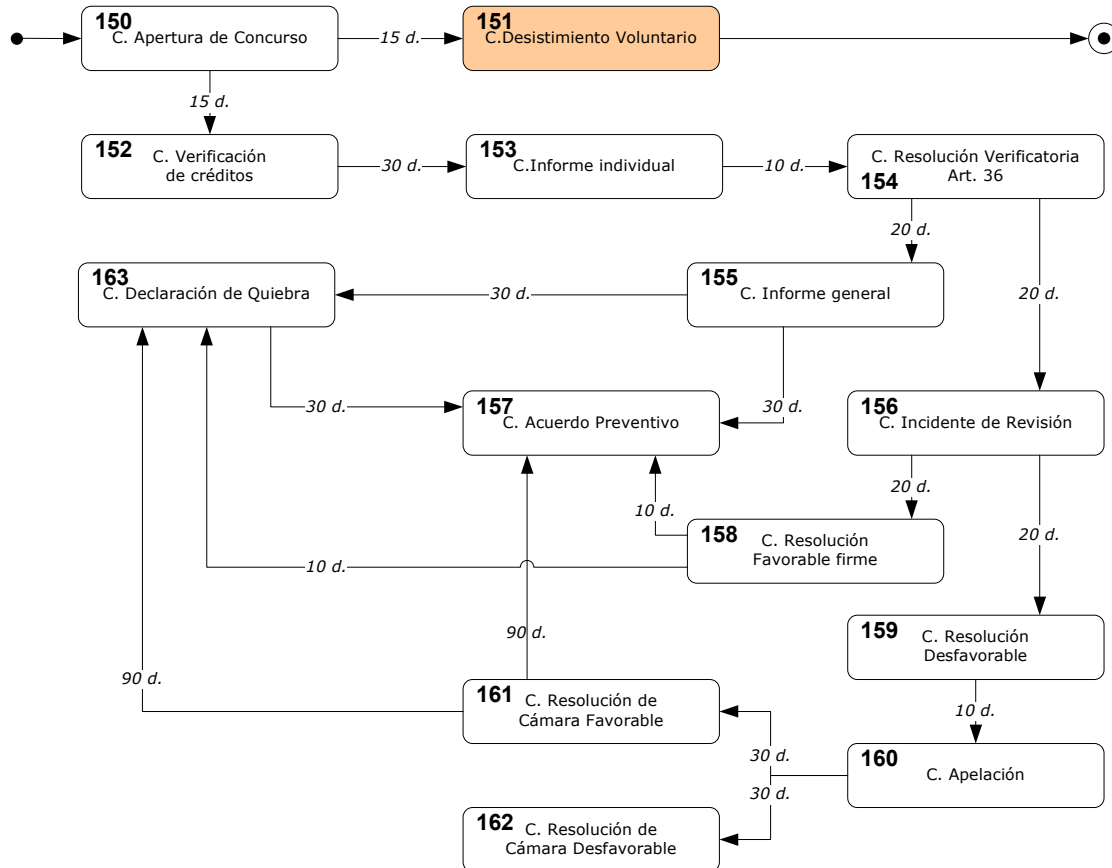 150
C. Apertura de Concurso
15 d.
151
C.Desistimiento Voluntario
15 d.
152
C. Verificación
de créditos
30 d.
153
C.Informe individual
10 d.
C. Resolución Verificatoria
154 Art. 36
20 d.
20 d.
163
C. Declaración de Quiebra
30 d.
155
C. Informe general
30 d.
157
C. Acuerdo Preventivo
30 d.
156
C. Incidente de Revisión
20 d.
20 d.
10 d.
158
C. Resolución
Favorable firme
10 d.
159
C. Resolución
Desfavorable
90 d.
90 d.
161
C. Resolución de
Cámara Favorable
10 d.
160
C. Apelación
30 d.
30 d.
162
C. Resolución de
Cámara Desfavorable